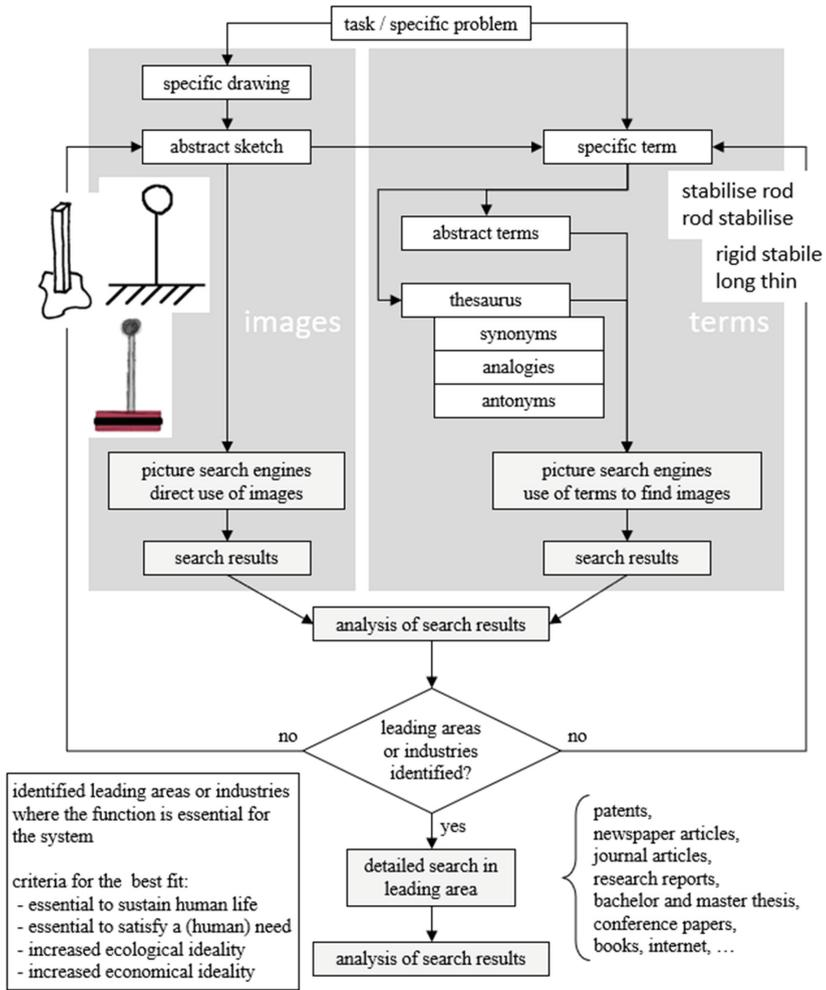 task / specific problem
specific drawing
abstract sketch
specific term
stabilise rod
rod stabilise
rigid stabile
long thin
abstract terms
thesaurus
synonyms
analogies
antonyms
images
terms
picture search engines
direct use of images
picture search engines
use of terms to find images
search results
search results
analysis of search results
no
leading areas
or industries
identified?
no
yes
identified leading areas or industries
where the function is essential for
the system
criteria for the best fit:
- essential to sustain human life
- essential to satisfy a (human) need
- increased ecological ideality
- increased economical ideality
detailed search in
leading area
analysis of search results
patents,
newspaper articles,
journal articles,
research reports,
bachelor and master thesis,
conference papers,
books, internet, …